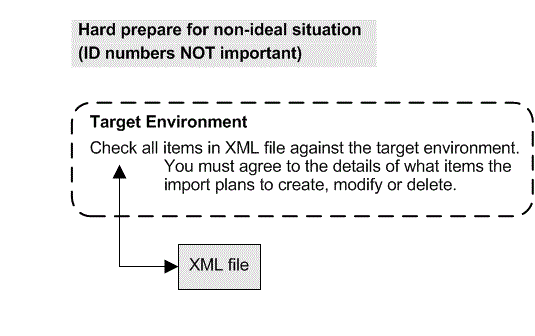 Hard prepare for non-ideal situation
(ID numbers NOT important)
Target Environment
Check all items in XML file against the target environment.
You must agree to the details of what items the
import plans to create, modify or delete.
XML file